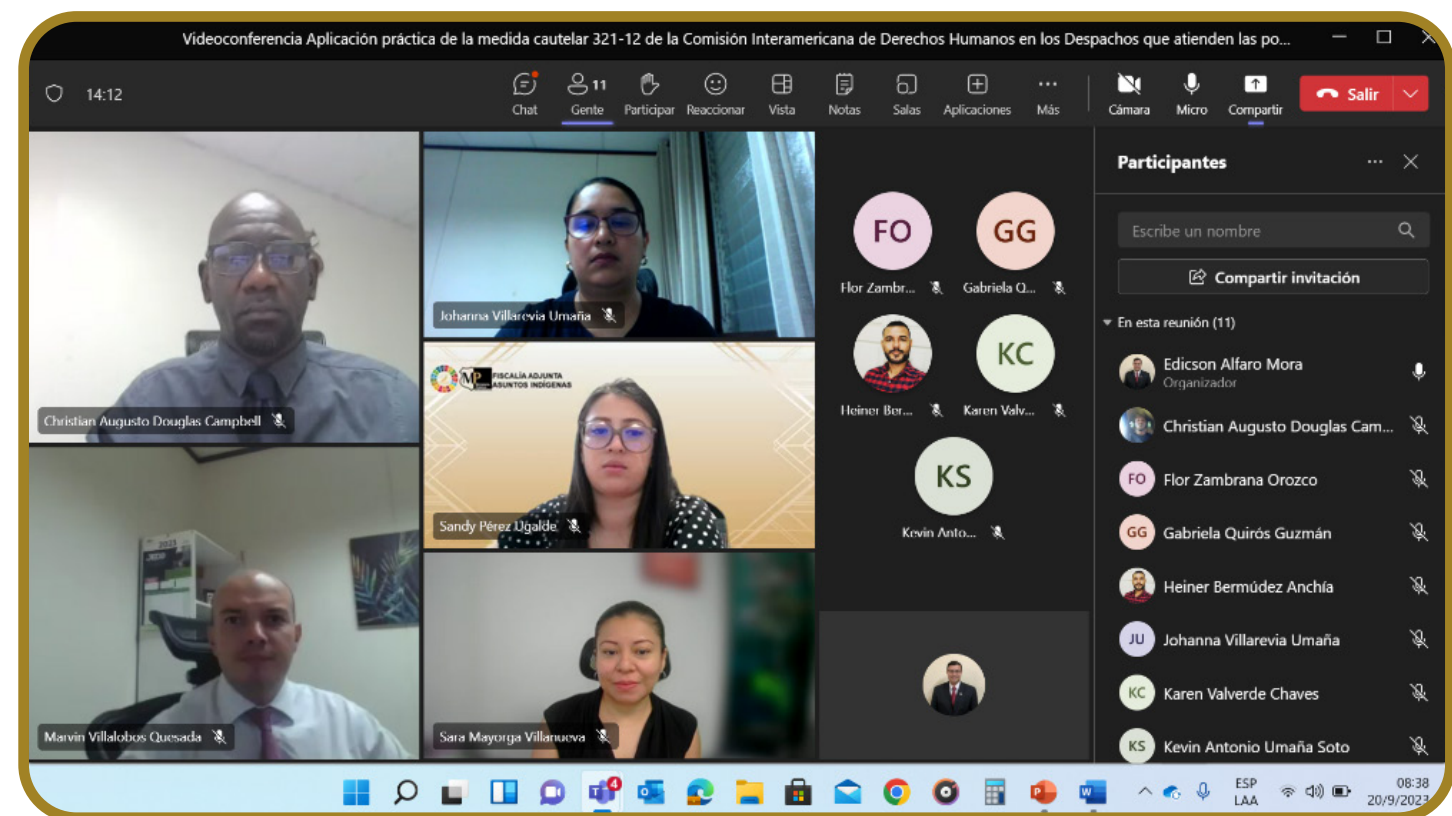 Videoconferencia Aplicación práctica de la medida cautelar 321-12 de la Comisión Interamericana de Derechos Humanos en los Despachos que atienden las po...
14:12
Chat
11
Gente
Participar
Reaccionar
Vista
Notas
Salas
Aplicaciones
Más
Cámara
Micro
Compartir
Salir
Christian Augusto Douglas Campbell
Johanna Villarevia Umaña
MP
FISCALÍA ADJUNTA
ASUNTOS INDÍGENAS
Sandy Pérez Ugalde
2023
Marvin Villalobos Quesada
Sara Mayorga Villanueva
FO
GG
Flor Zambr...
Gabriela Q...
KC
Heiner Ber...
Karen Valv...
KS
Kevin Anto...
Participantes
Escribe un nombre
Compartir invitación
En esta reunión (11)
Edicson Alfaro Mora
Organizador
Christian Augusto Douglas Cam...
FO Flor Zambrana Orozco
GG Gabriela Quirós Guzmán
Heiner Bermúdez Anchía
JU Johanna Villarevia Umaña
KC Karen Valverde Chaves
KS Kevin Antonio Umaña Soto
4
ESP
LAA
08:38
20/9/2023